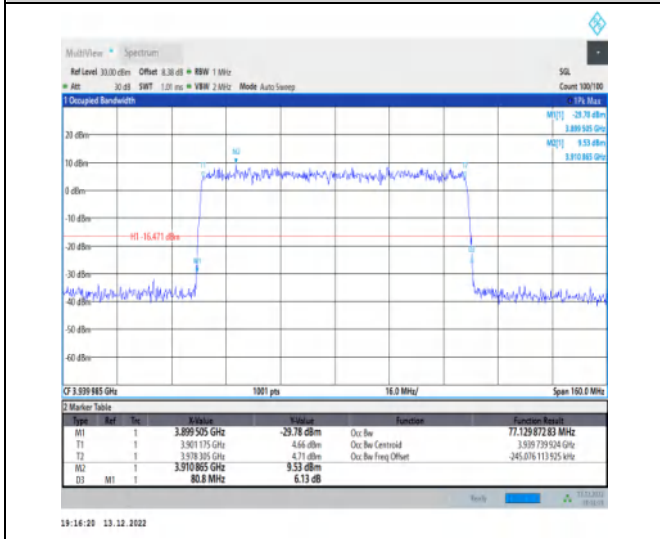 MultiView Spectrum
Ref Level 30.00 dBm Offset 8.38 dB RBW 1 MHz SGL
Att 30 dB SWT 1.01 ms VBW 2 MHz Mode Auto Sweep Count 100/100
1 Occupied Bandwidth 1Pk Max
M1[1] -29.78 dBm
3.899 505 GHz
20 dBm
M2[1] 9.53 dBm
3.910 865 GHz
M2
10 dBm
T1 T2
0 dBm
-10 dBm
H1 -16.471 dBm
-20 dBm
M1 D3
-30 dBm
-40 dBm
-50 dBm
-60 dBm
CF 3.939 985 GHz 1001 pts 16.0 MHz/ Span 160.0 MHz
2 Marker Table
Type Ref Trc X-Value Y-Value Function Function Result
M1 1 3.899 505 GHz -29.78 dBm Occ Bw 77.129 872 83 MHz
T1 1 3.901 175 GHz 4.66 dBm Occ Bw Centroid 3.939 739 924 GHz
T2 1 3.978 305 GHz 4.71 dBm Occ Bw Freq Offset -245.076 113 925 kHz
M2 1 3.910 865 GHz 9.53 dBm
D3 M1 1 80.8 MHz 6.13 dB
Ready 13.12.2022
19:16:20 13.12.2022